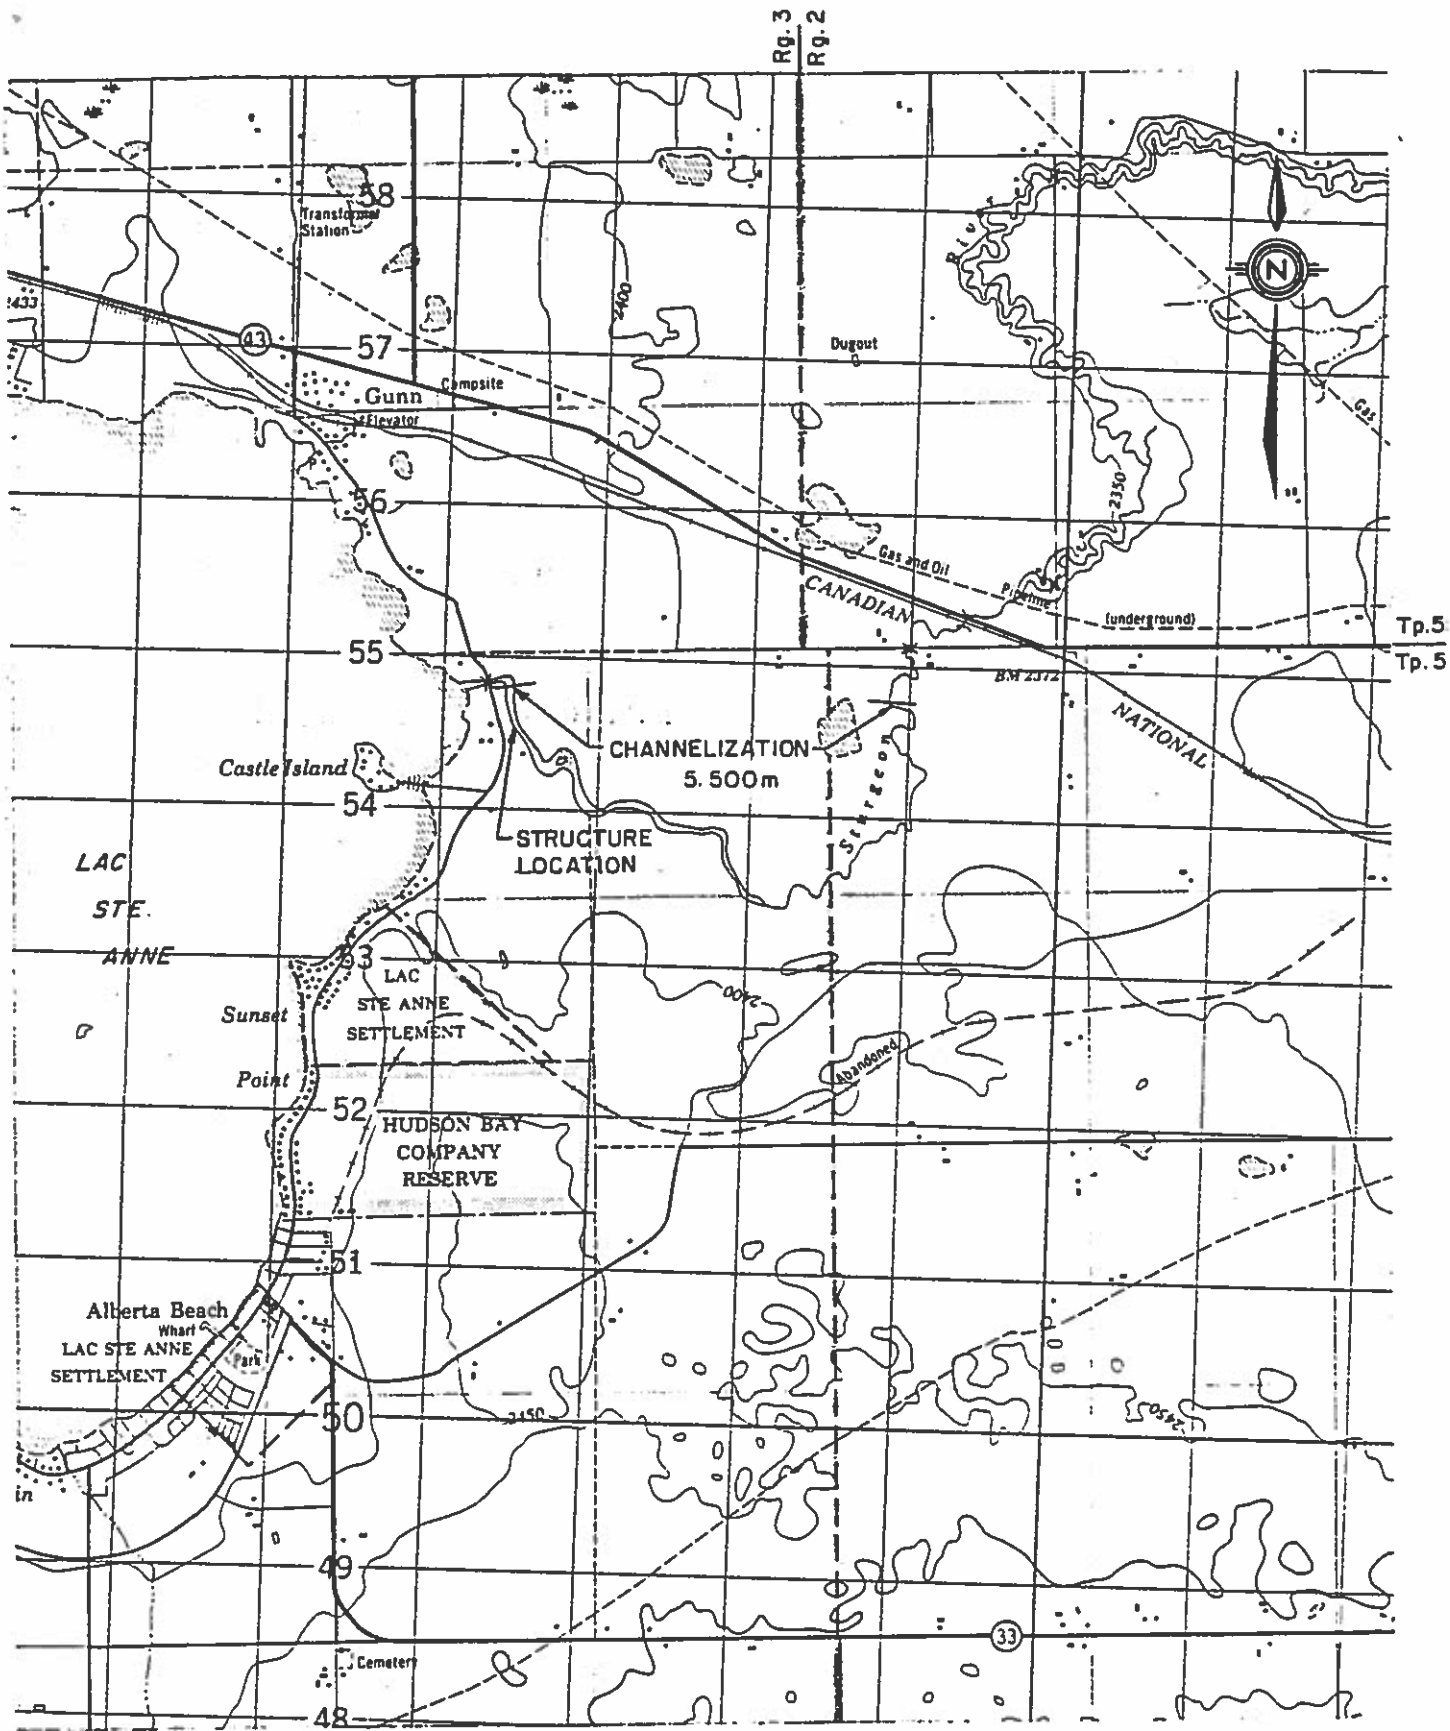 Rg. 3
Rg. 2
58
Transformer
Station
2400
2433
43
57
Dugout
Gunn
Campsite
Elevator
Gas
P
2350
56
Gas and Oil
Pipeline
(underground)
CANADIAN
Tp.5
55
Tp.5
BM 2372
NATIONAL
CHANNELIZATION
5.500m
Castle Island
Sturgeon
54
STRUCTURE
LOCATION
LAC
STE.
ANNE
53
LAC
STE ANNE
SETTLEMENT
2400
Sunset
Point
Abandoned
52
HUDSON BAY
COMPANY
RESERVE
51
Alberta Beach
Wharf
LAC STE ANNE
SETTLEMENT
Park
50
2450
2450
in
49
33
Cemetery
48
N